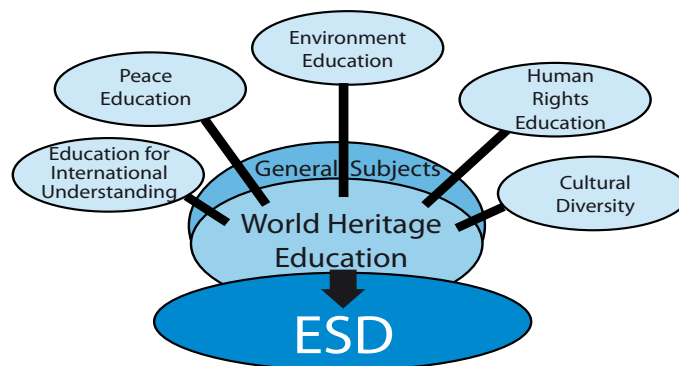 Environment
Education
Peace
Education
Human
Rights
Education
Education for
International
Understanding
General Subjects
Cultural
Diversity
World Heritage
Education
ESD